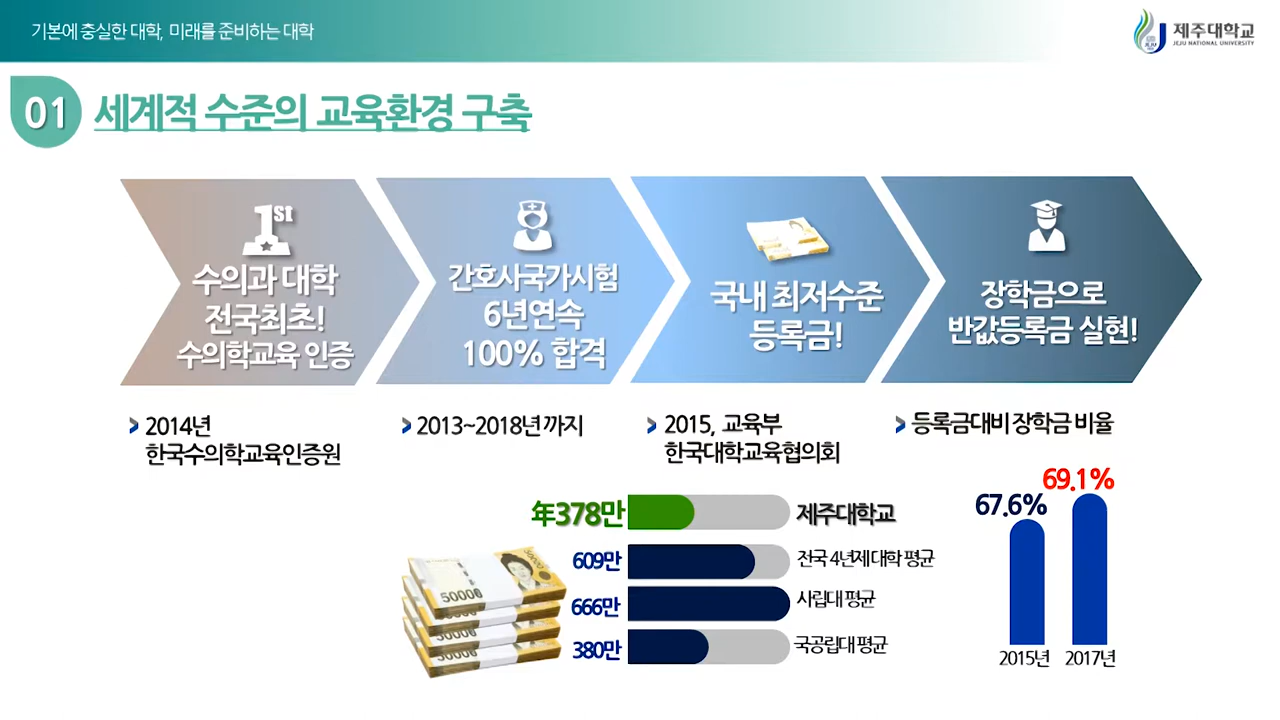 기본에 충실한 대학, 미래를 준비하는 대학
제주대학교
JEJU NATIONAL UNIVERSITY
01 세계적 수준의 교육환경 구축
1St
수의과 대학
전국최초!
수의학교육 인증
간호사국가시험
6년연속
100% 합격
국내 최저수준
등록금!
장학금으로
반값등록금 실현!
2014년
한국수의학교육인증원
2013~2018년 까지
2015, 교육부
한국대학교육협의회
등록금대비 장학금 비율
年378만 제주대학교
609만 전국 4년제 대학 평균
666만 사립대 평균
380만 국공립대 평균
50000
50000
67.6%
69.1%
2015년 2017년